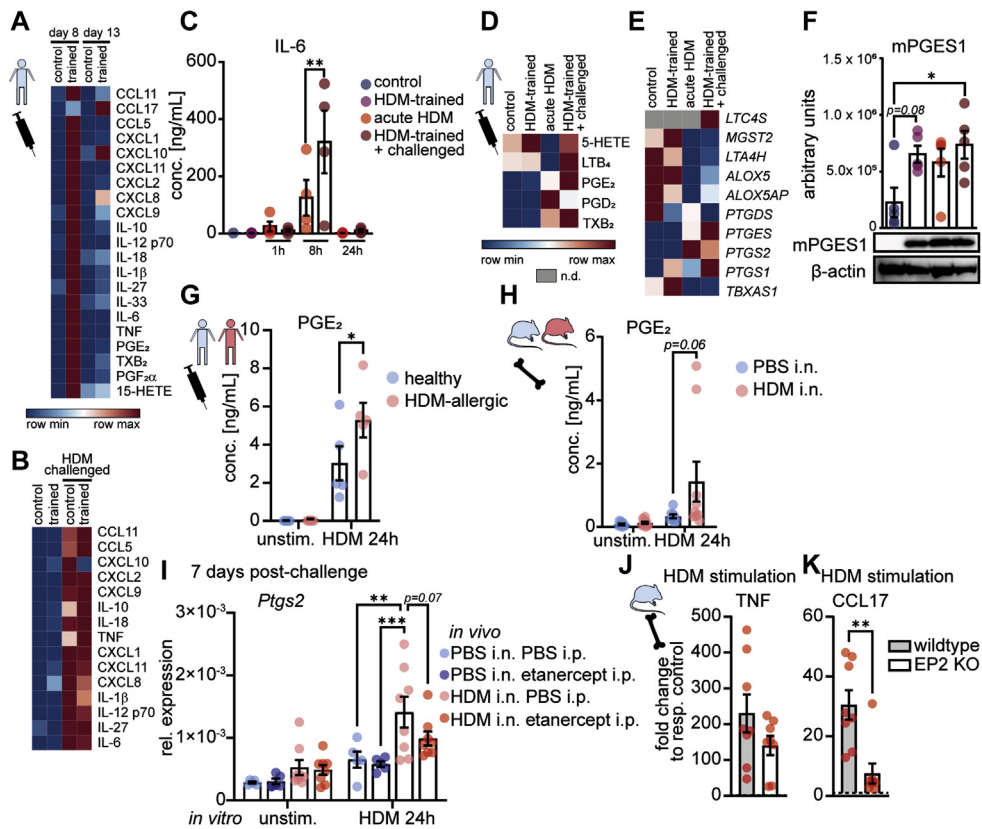 A
day 8 day 13
control
trained
control
trained
CCL11
CCL17
CCL5
CXCL1
CXCL10
CXCL11
CXCL2
CXCL8
CXCL9
IL-10
IL-12 p70
IL-18
IL-1β
IL-27
IL-33
IL-6
TNF
PGE₂
TXB₂
PGF₂α
15-HETE
row min row max
B
HDM
challenged
control
trained
control
trained
CCL11
CCL5
CXCL10
CXCL2
CXCL9
IL-10
IL-18
TNF
CXCL1
CXCL11
CXCL8
IL-1β
IL-12 p70
IL-27
IL-6
C
IL-6
conc. [ng/mL]
600
400
200
0
**
1h 8h 24h
control
HDM-trained
acute HDM
HDM-trained
+ challenged
D
control
HDM-trained
acute HDM
HDM-trained
+ challenged
5-HETE
LTB₄
PGE₂
PGD₂
TXB₂
row min row max
n.d.
E
control
HDM-trained
acute HDM
HDM-trained
+ challenged
LTC4S
MGST2
LTA4H
ALOX5
ALOX5AP
PTGDS
PTGES
PTGS2
PTGS1
TBXAS1
F
mPGES1
arbitrary units
1.5 x 10⁶
1.0x 10⁶
5.0x 10⁵
0
p=0.08
*
mPGES1
β-actin
G
PGE₂
conc. [ng/mL]
10
8
6
4
2
0
*
unstim. HDM 24h
healthy
HDM-allergic
H
PGE₂
conc. [ng/mL]
6
4
2
0
p=0.06
unstim. HDM 24h
PBS i.n.
HDM i.n.
I
7 days post-challenge
Ptgs2
rel. expression
3×10⁻³
2×10⁻³
1×10⁻³
0
** p=0.07
***
in vitro unstim. HDM 24h
in vivo
PBS i.n. PBS i.p.
PBS i.n. etanercept i.p.
HDM i.n. PBS i.p.
HDM i.n. etanercept i.p.
J
HDM stimulation
TNF
fold change
to resp. control
500
400
300
200
100
0
K
HDM stimulation
CCL17
60
40
20
0
**
wildtype
EP2 KO